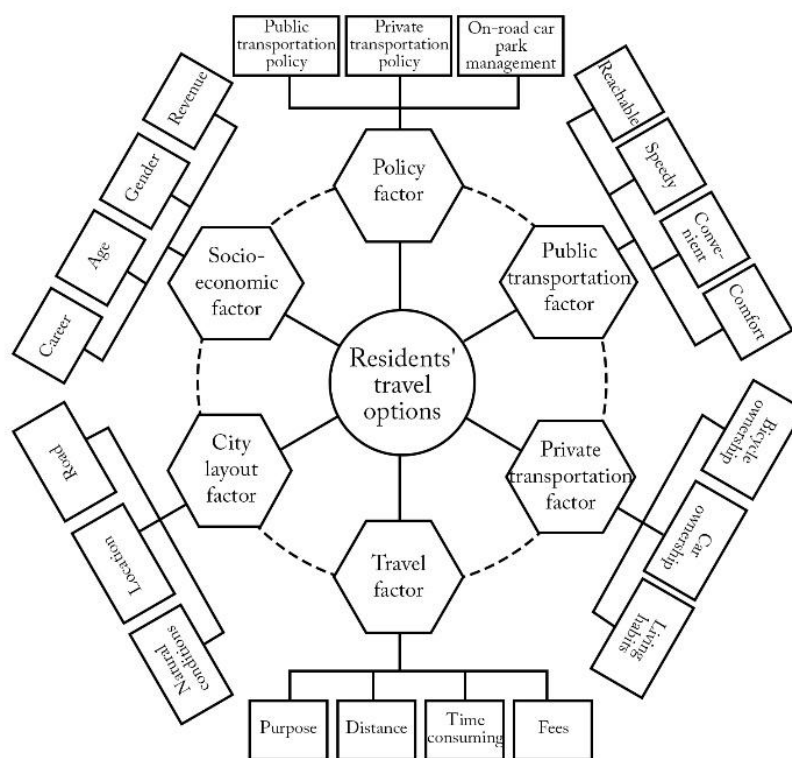 Public
transportation
policy
Private
transportation
policy
On-road car
park
management
Revenue
Gender
Age
Career
Reachable
Speedy
Conve-
nient
Comfort
Policy
factor
Socio-
economic
factor
Public
transportation
factor
Residents'
travel
options
City
layout
factor
Private
transportation
factor
Travel
factor
Road
Location
Natural
conditions
Bicycle
ownership
Car
ownership
Living
habirs
Purpose
Distance
Time
consuming
Fees